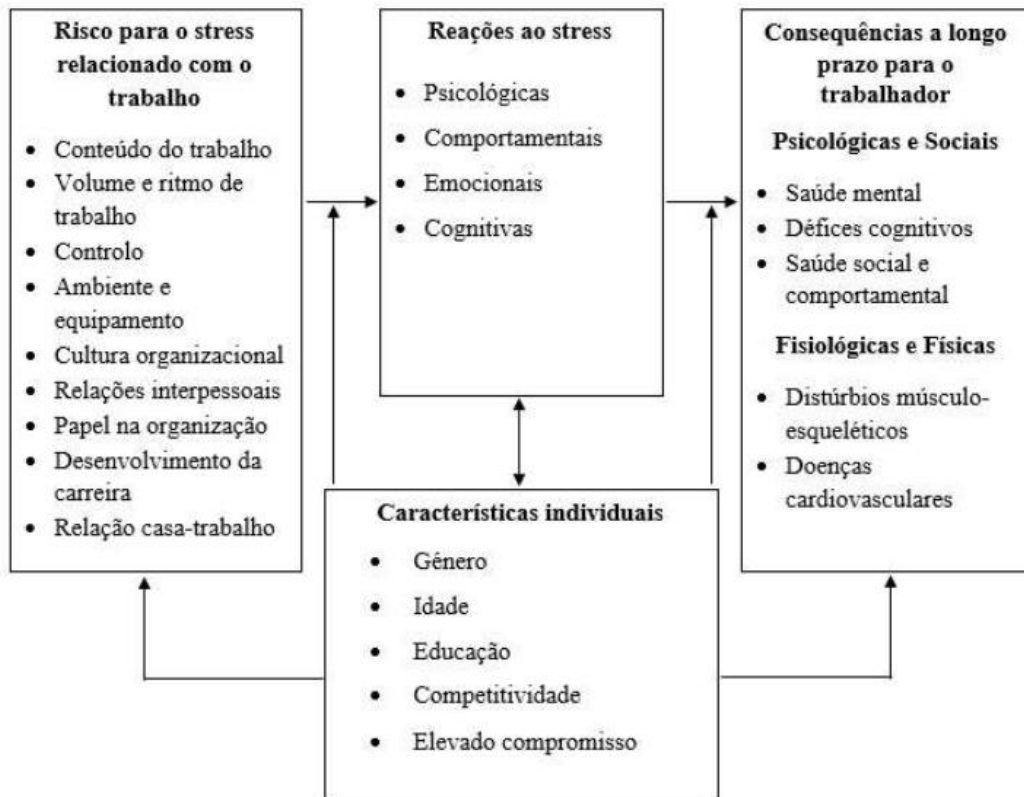 Risco para o stress
relacionado com o
trabalho
• Conteúdo do trabalho
• Volume e ritmo de
trabalho
• Controlo
• Ambiente e
equipamento
• Cultura organizacional
• Relações interpessoais
• Papel na organização
• Desenvolvimento da
carreira
• Relação casa-trabalho
Reações ao stress
• Psicológicas
• Comportamentais
• Emocionais
• Cognitivas
Consequências a longo
prazo para o
trabalhador
Psicológicas e Sociais
• Saúde mental
• Défices cognitivos
• Saúde social e
comportamental
Fisiológicas e Físicas
• Distúrbios músculo-
esqueléticos
• Doenças
cardiovasculares
Características individuais
• Género
• Idade
• Educação
• Competitividade
• Elevado compromisso